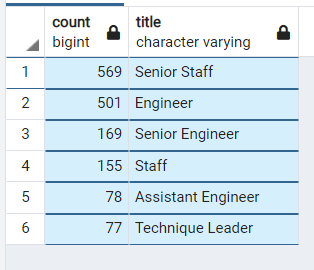 count title
bigint character varying
1 569 Senior Staff
2 501 Engineer
3 169 Senior Engineer
4 155 Staff
5 78 Assistant Engineer
6 77 Technique Leader